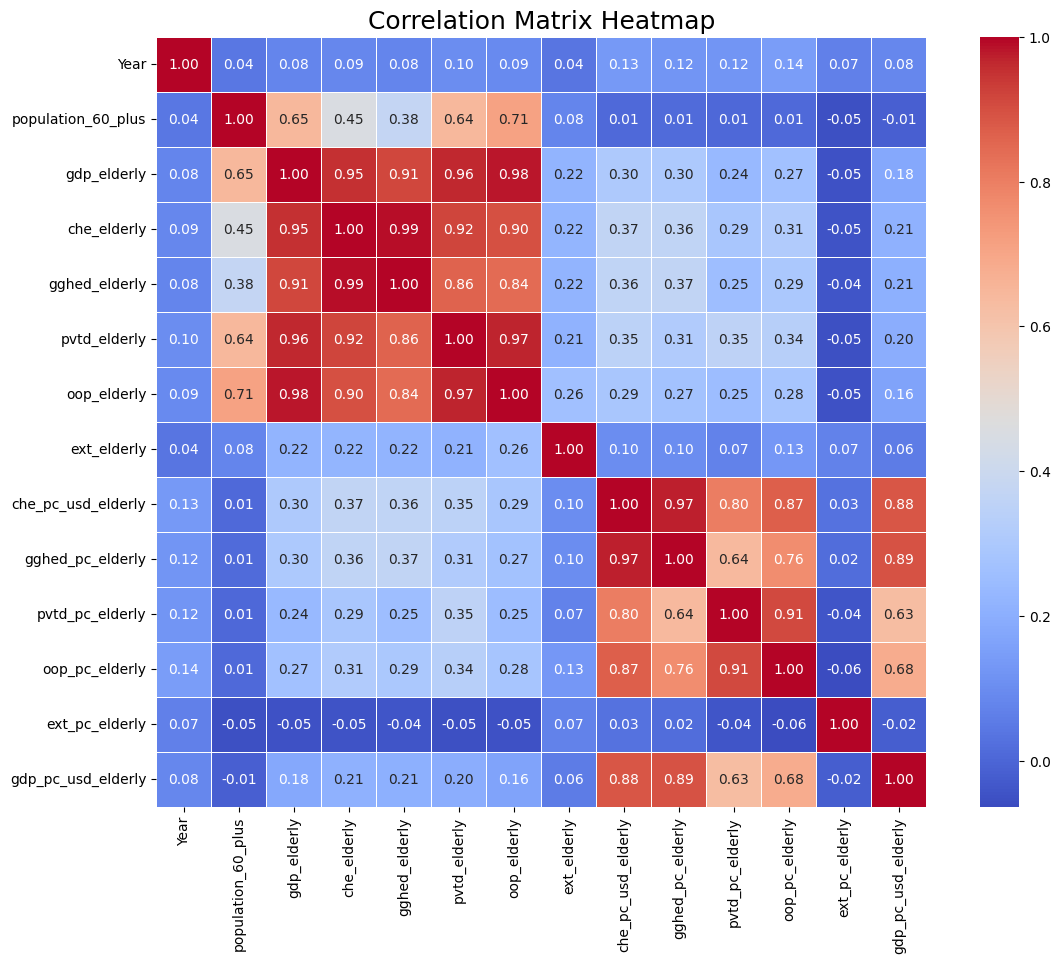 Correlation Matrix Heatmap
Year 1.00 0.04 0.08 0.09 0.08 0.10 0.09 0.04 0.13 0.12 0.12 0.14 0.07 0.08
population_60_plus 0.04 1.00 0.65 0.45 0.38 0.64 0.71 0.08 0.01 0.01 0.01 0.01 -0.05 -0.01
gdp_elderly 0.08 0.65 1.00 0.95 0.91 0.96 0.98 0.22 0.30 0.30 0.24 0.27 -0.05 0.18
che_elderly 0.09 0.45 0.95 1.00 0.99 0.92 0.90 0.22 0.37 0.36 0.29 0.31 -0.05 0.21
gghed_elderly 0.08 0.38 0.91 0.99 1.00 0.86 0.84 0.22 0.36 0.37 0.25 0.29 -0.04 0.21
pvtd_elderly 0.10 0.64 0.96 0.92 0.86 1.00 0.97 0.21 0.35 0.31 0.35 0.34 -0.05 0.20
oop_elderly 0.09 0.71 0.98 0.90 0.84 0.97 1.00 0.26 0.29 0.27 0.25 0.28 -0.05 0.16
ext_elderly 0.04 0.08 0.22 0.22 0.22 0.21 0.26 1.00 0.10 0.10 0.07 0.13 0.07 0.06
che_pc_usd_elderly 0.13 0.01 0.30 0.37 0.36 0.35 0.29 0.10 1.00 0.97 0.80 0.87 0.03 0.88
gghed_pc_elderly 0.12 0.01 0.30 0.36 0.37 0.31 0.27 0.10 0.97 1.00 0.64 0.76 0.02 0.89
pvtd_pc_elderly 0.12 0.01 0.24 0.29 0.25 0.35 0.25 0.07 0.80 0.64 1.00 0.91 -0.04 0.63
oop_pc_elderly 0.14 0.01 0.27 0.31 0.29 0.34 0.28 0.13 0.87 0.76 0.91 1.00 -0.06 0.68
ext_pc_elderly 0.07 -0.05 -0.05 -0.05 -0.04 -0.05 -0.05 0.07 0.03 0.02 -0.04 -0.06 1.00 -0.02
gdp_pc_usd_elderly 0.08 -0.01 0.18 0.21 0.21 0.20 0.16 0.06 0.88 0.89 0.63 0.68 -0.02 1.00
Year
population_60_plus
gdp_elderly
che_elderly
gghed_elderly
pvtd_elderly
oop_elderly
ext_elderly
che_pc_usd_elderly
gghed_pc_elderly
pvtd_pc_elderly
oop_pc_elderly
ext_pc_elderly
gdp_pc_usd_elderly
1.0
0.8
0.6
0.4
0.2
0.0